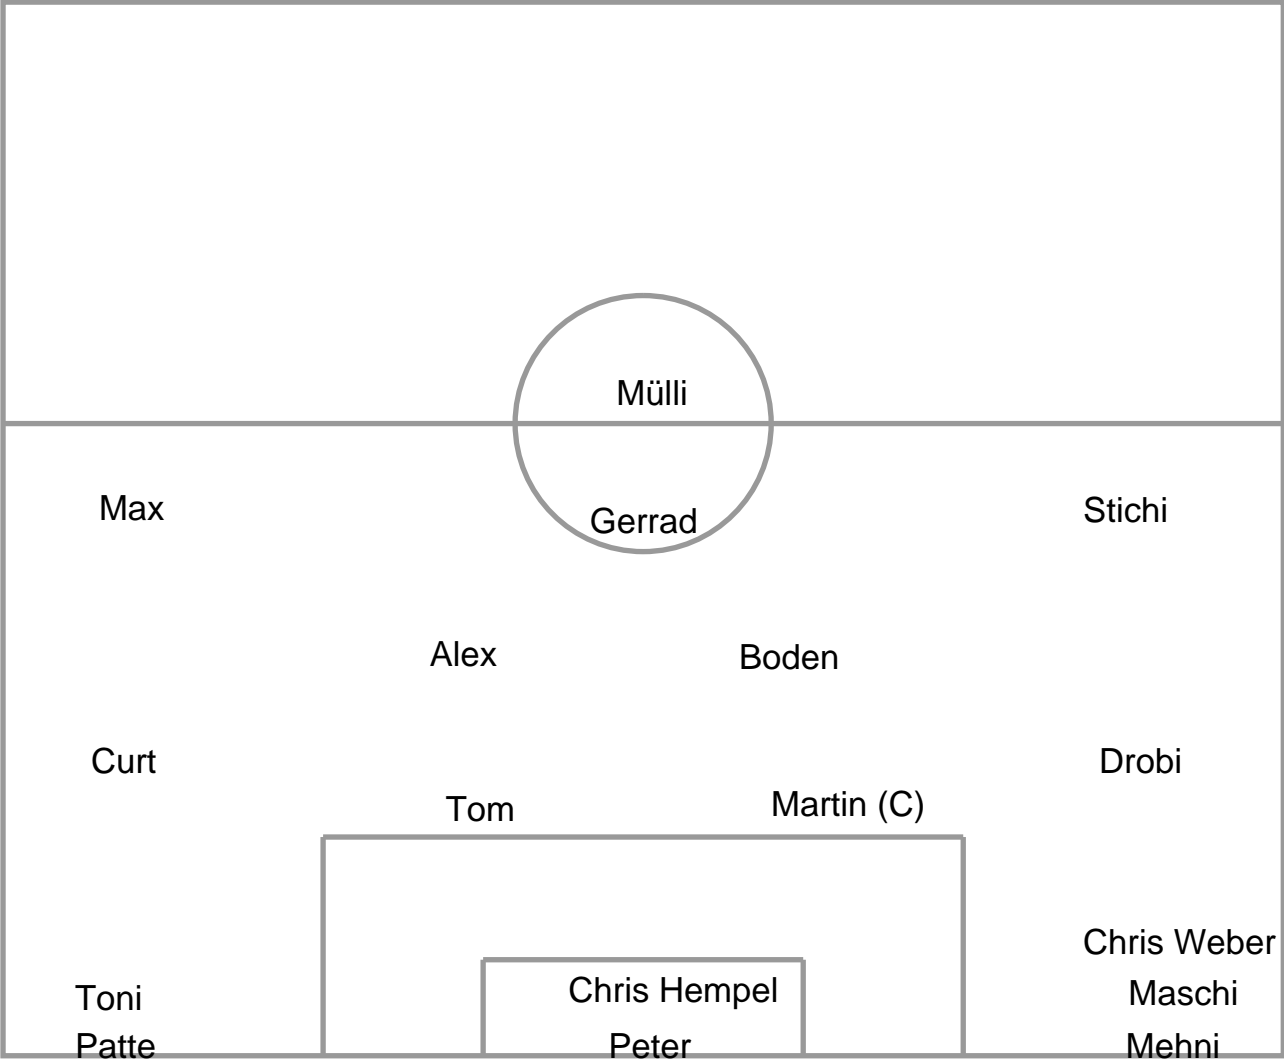 Mülli
Max
Gerrad
Stichi
Alex
Boden
Curt
Drobi
Tom
Martin (C)
Chris Weber
Toni
Chris Hempel
Maschi
Patte
Peter
Mehni